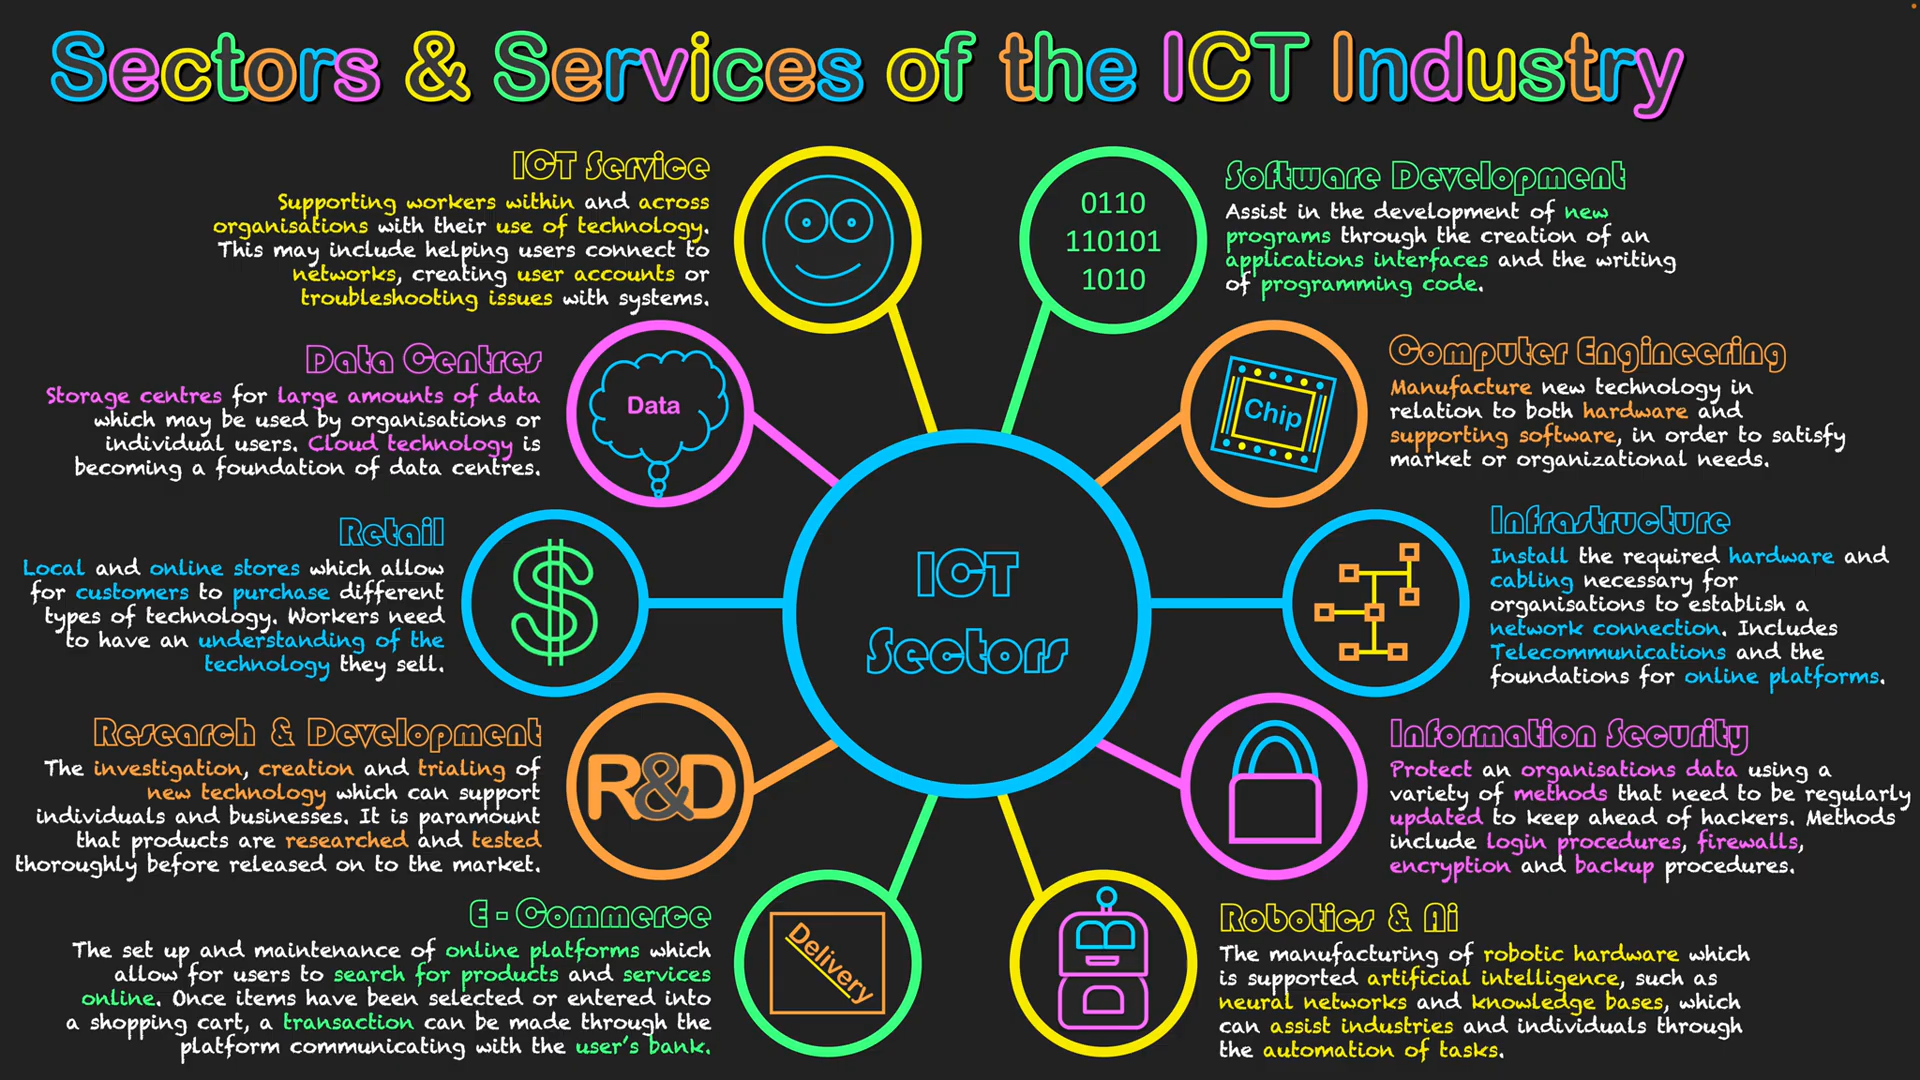 Sectors & Services of the ICT Industry
ICT Service
Supporting workers within and across
organisations with their use of technology.
This may include helping users connect to
networks, creating user accounts or
troubleshooting issues with systems.
Data Centres
Storage centres for large amounts of data
which may be used by organisations or
individual users. Cloud technology is
becoming a foundation of data centres.
Data
Retail
Local and online stores which allow
for customers to purchase different
types of technology. Workers need
to have an understanding of the
technology they sell.
Research & Development
The investigation, creation and trialing of
new technology which can support
individuals and businesses. It is paramount
that products are researched and tested
thoroughly before released on to the market.
R&D
E - Commerce
The set up and maintenance of online platforms which
allow for users to search for products and services
online. Once items have been selected or entered into
a shopping cart, a transaction can be made through the
platform communicating with the user's bank.
Delivery
ICT
Sectors
0110
110101
1010
Software Development
Assist in the development of new
programs through the creation of an
applications interfaces and the writing
of programming code.
Chip
Computer Engineering
Manufacture new technology in
relation to both hardware and
supporting software, in order to satisfy
market or organizational needs.
Infrastructure
Install the required hardware and
cabling necessary for
organisations to establish a
network connection. Includes
Telecommunications and the
foundations for online platforms.
Information Security
Protect an organisations data using a
variety of methods that need to be regularly
updated to keep ahead of hackers. Methods
include login procedures, firewalls,
encryption and backup procedures.
Robotics & Ai
The manufacturing of robotic hardware which
is supported artificial intelligence, such as
neural networks and knowledge bases, which
can assist industries and individuals through
the automation of tasks.